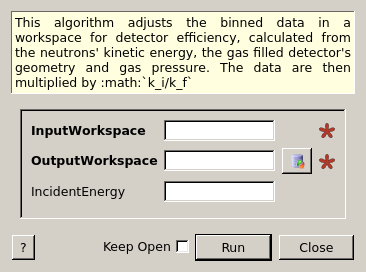 This algorithm adjusts the binned data in a
workspace for detector efficiency, calculated from
the neutrons' kinetic energy, the gas filled detector's
geometry and gas pressure. The data are then
multiplied by :math:`k_i/k_f`
InputWorkspace
OutputWorkspace
IncidentEnergy
? Keep Open Run Close